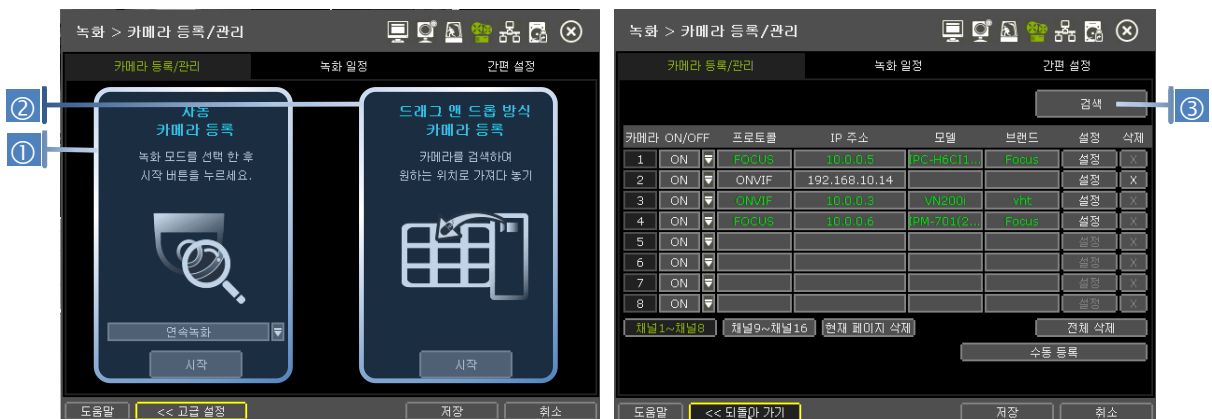 녹화 > 카메라 등록/관리
카메라 등록/관리 녹화 일정 간편 설정
②
①
자동
카메라 등록
녹화 모드를 선택 한 후
시작 버튼을 누르세요.
연속녹화
시작
드래그 앤 드롭 방식
카메라 등록
카메라를 검색하여
원하는 위치로 가져다 놓기
시작
도움말 << 고급 설정 저장 취소
녹화 > 카메라 등록/관리
카메라 등록/관리 녹화 일정 간편 설정
검색
③
카메라 ON/OFF 프로토콜 IP 주소 모델 브랜드 설정 삭제
1 ON FOCUS 10.0.0.5 IPC-H6CI1... Focus 설정 X
2 ON ONVIF 192.168.10.14 설정 X
3 ON ONVIF 10.0.0.3 VN200i vht 설정 X
4 ON FOCUS 10.0.0.6 IPM-701(2... Focus 설정 X
5 ON 설정 X
6 ON 설정 X
7 ON 설정 X
8 ON 설정 X
채널1~채널8 채널9~채널16 현재 페이지 삭제 전체 삭제
수동 등록
도움말 << 되돌아 가기 저장 취소